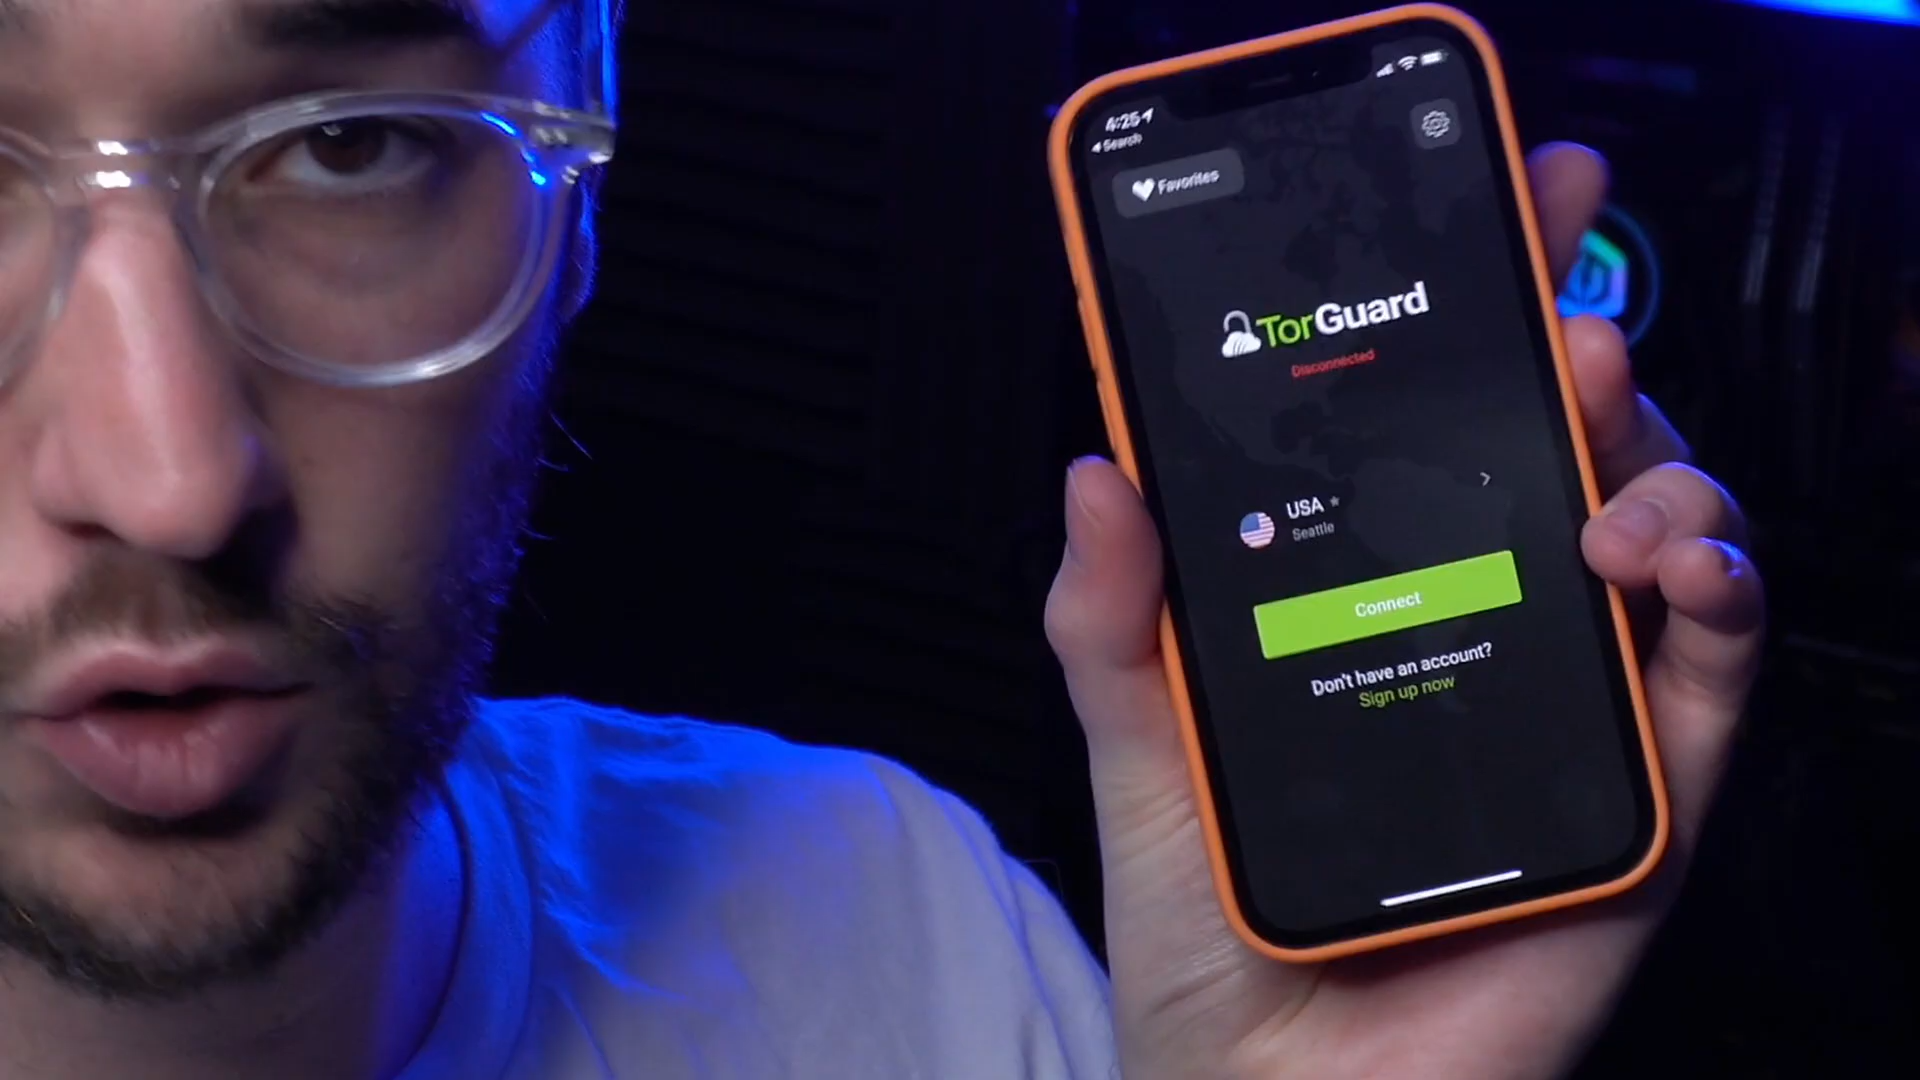 4:25
Search
Favorites
TorGuard
Disconnected
USA
Seattle
Connect
Don't have an account?
Sign up now